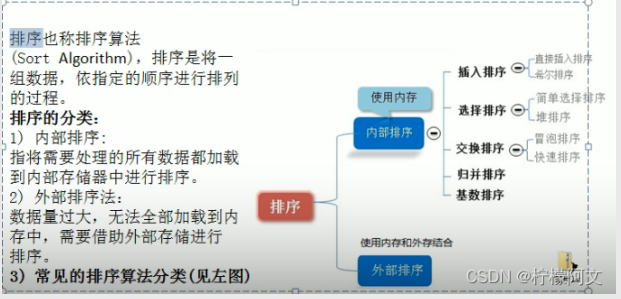 排序也称排序算法
(Sort Algorithm), 排序是将一
组数据, 依指定的顺序进行排列
的过程。
排序的分类:
1) 内部排序:
指将需要处理的所有数据都加载
到内部存储器中进行排序。
2) 外部排序法:
数据量过大, 无法全部加载到内
存中, 需要借助外部存储进行
排序。
3) 常见的排序算法分类(见左图)
排序
使用内存
内部排序
插入排序
直接插入排序
希尔排序
选择排序
简单选择排序
堆排序
交换排序
冒泡排序
快速排序
归并排序
基数排序
使用内存和外存结合
外部排序
CSDN @柠檬阿文